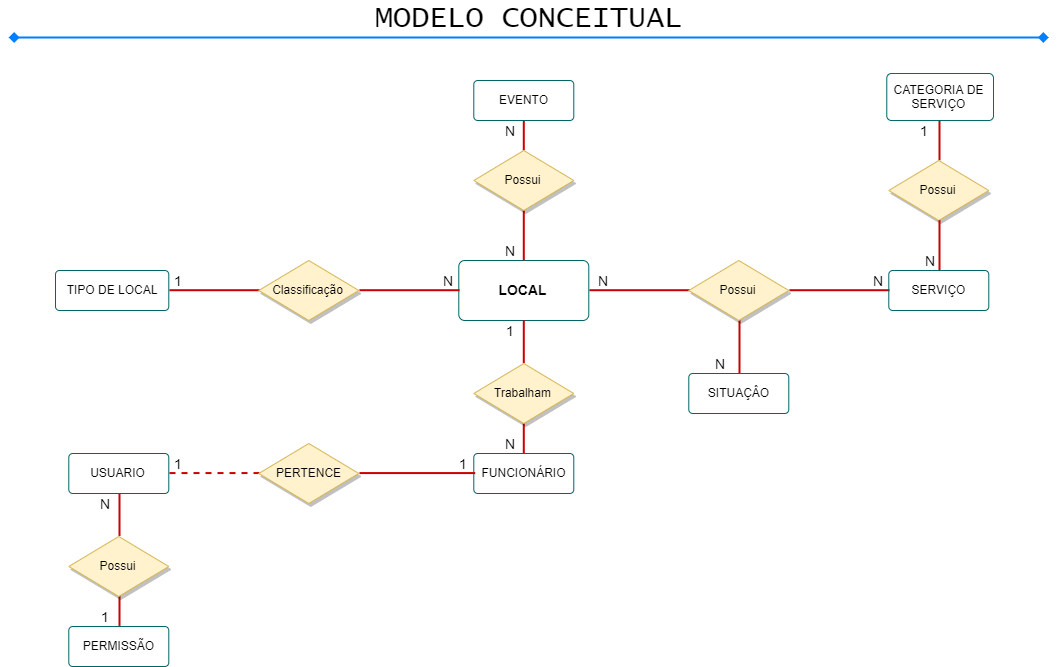 MODELO CONCEITUAL
EVENTO
CATEGORIA DE
SERVIÇO
N
1
Possui
Possui
N
N
TIPO DE LOCAL
1
Classificação
N
LOCAL
N
Possui
N
SERVIÇO
1
N
Trabalham
SITUAÇÂO
N
USUARIO
1
PERTENCE
1
FUNCIONÁRIO
N
Possui
1
PERMISSÃO